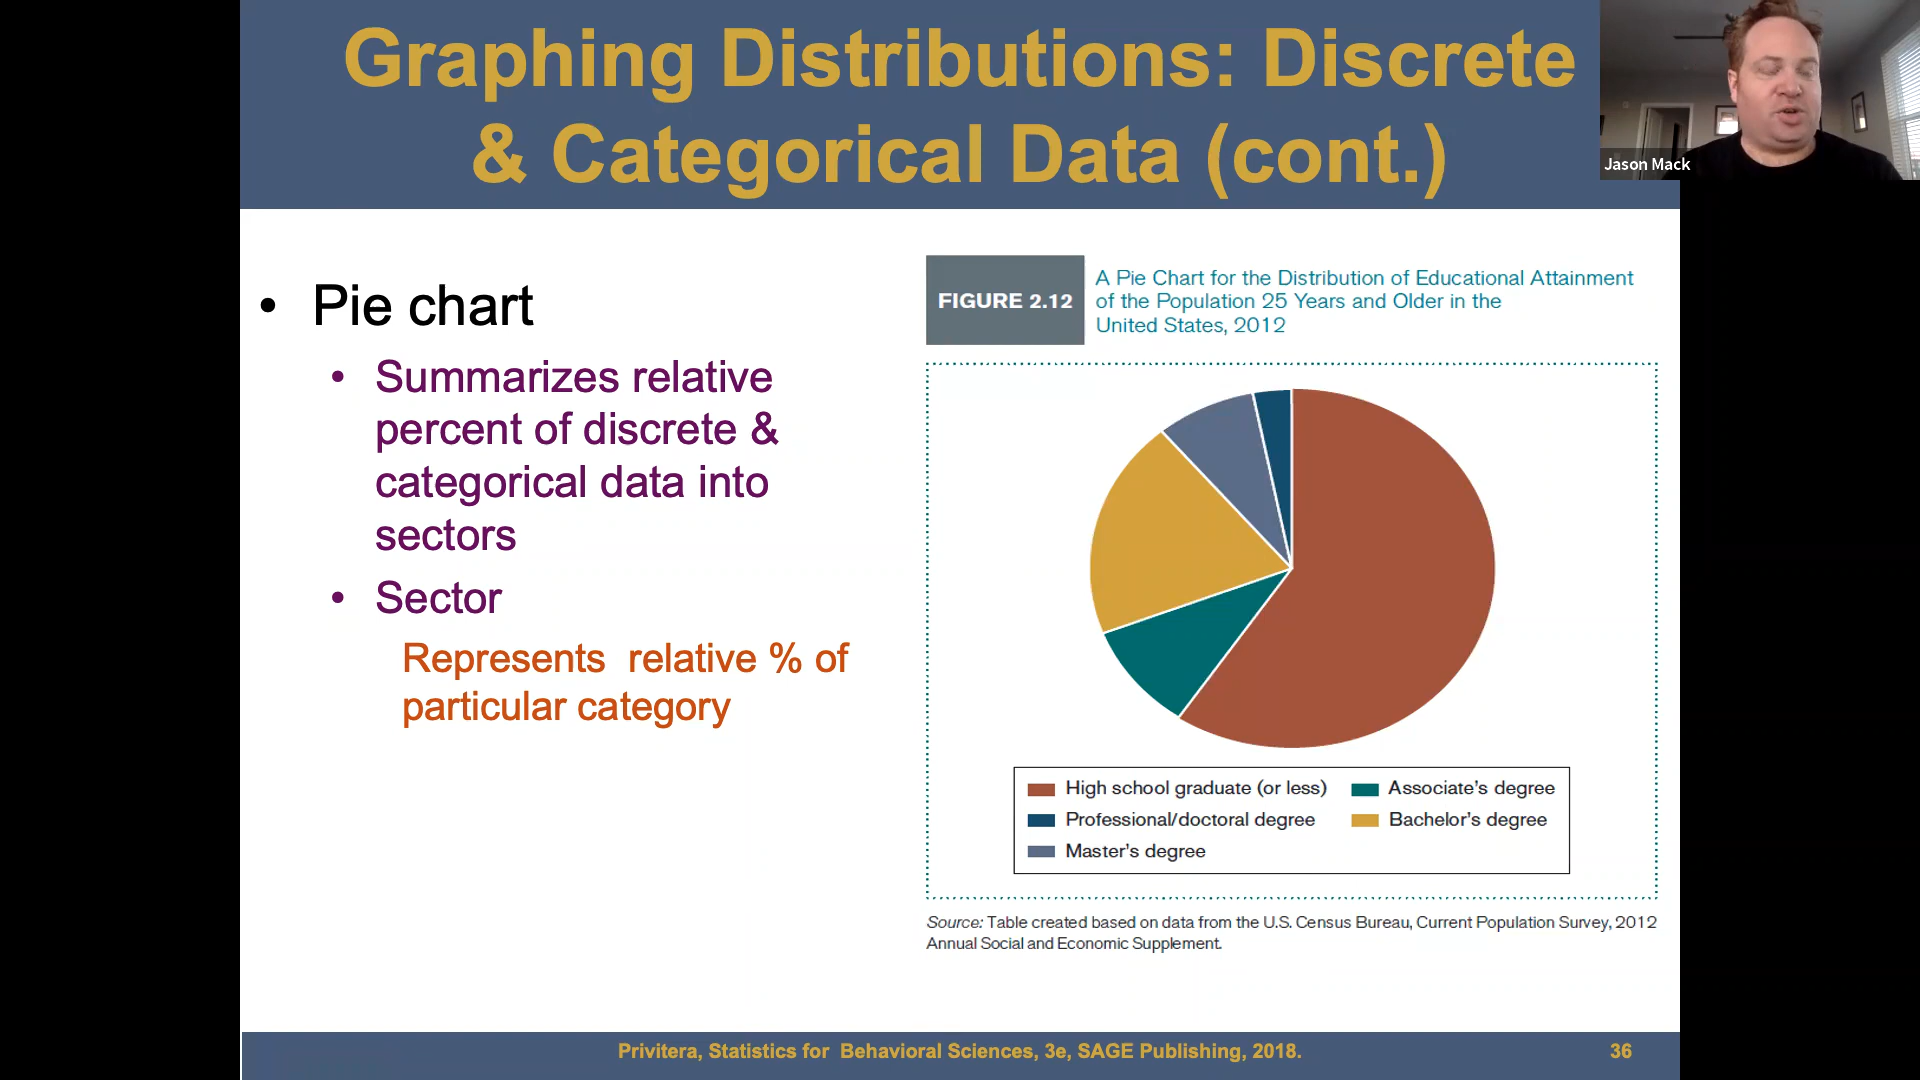 Graphing Distributions: Discrete
& Categorical Data (cont.)
Jason Mack
• Pie chart
• Summarizes relative
percent of discrete &
categorical data into
sectors
• Sector
Represents relative % of
particular category
FIGURE 2.12
A Pie Chart for the Distribution of Educational Attainment
of the Population 25 Years and Older in the
United States, 2012
High school graduate (or less)
Associate's degree
Professional/doctoral degree
Bachelor's degree
Master's degree
Source: Table created based on data from the U.S. Census Bureau, Current Population Survey, 2012
Annual Social and Economic Supplement.
Privitera, Statistics for Behavioral Sciences, 3e, SAGE Publishing, 2018.
36